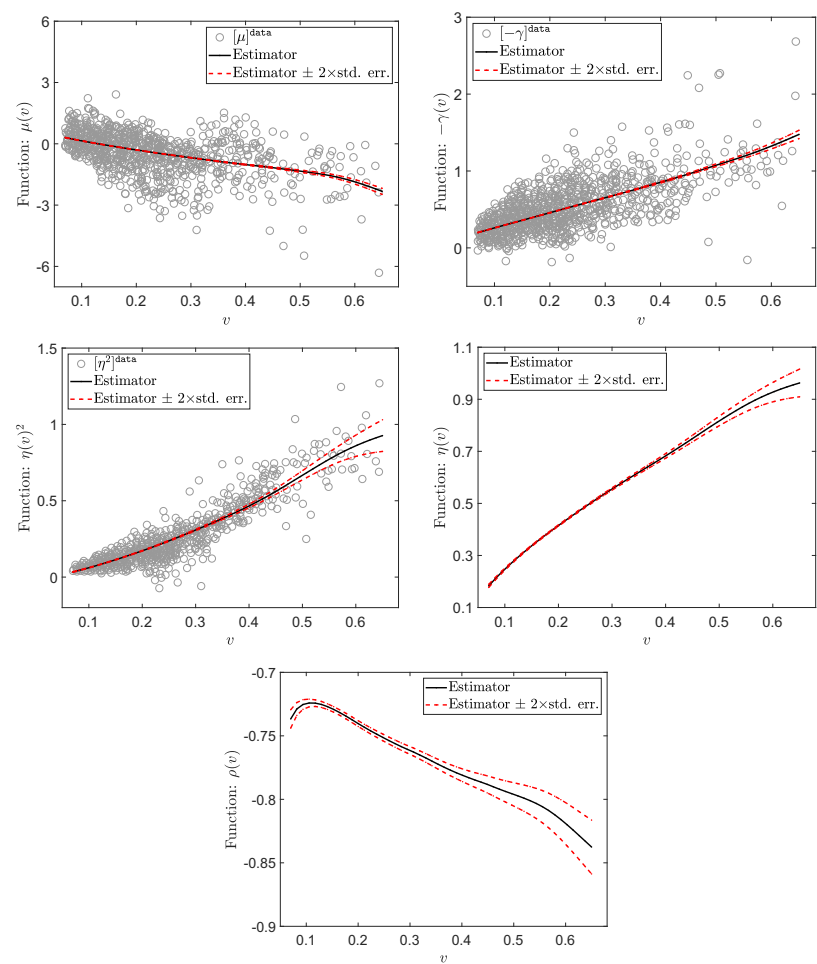 6
3
0
-3
-6
0.1 0.2 0.3 0.4 0.5 0.6
v
Function: μ(v)
[μ]^data
Estimator
Estimator ± 2×std. err.
3
2
1
0
0.1 0.2 0.3 0.4 0.5 0.6
v
Function: −γ(v)
[−γ]^data
Estimator
Estimator ± 2×std. err.
1.5
1
0.5
0
0.1 0.2 0.3 0.4 0.5 0.6
v
Function: η(v)²
[η²]^data
Estimator
Estimator ± 2×std. err.
1.1
0.9
0.7
0.5
0.3
0.1
0.1 0.2 0.3 0.4 0.5 0.6
v
Function: η(v)
Estimator
Estimator ± 2×std. err.
-0.7
-0.75
-0.8
-0.85
-0.9
0.1 0.2 0.3 0.4 0.5 0.6
v
Function: ρ(v)
Estimator
Estimator ± 2×std. err.